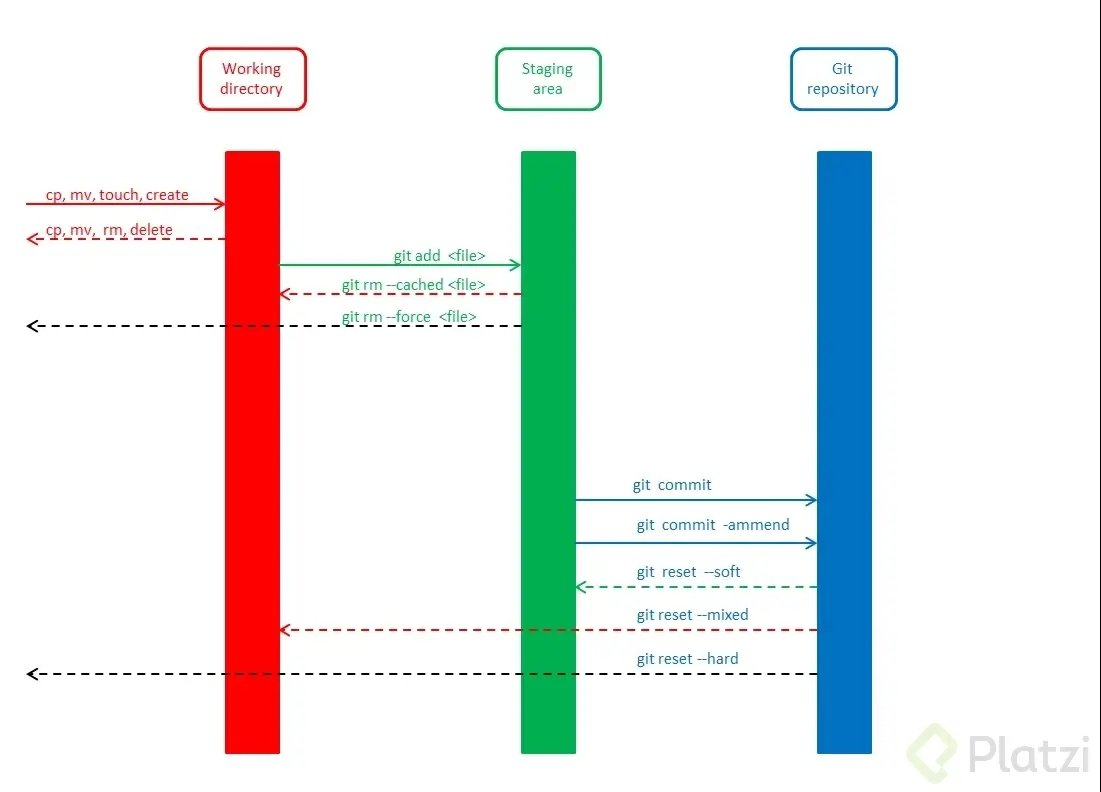 Working
directory
Staging
area
Git
repository
cp, mv, touch, create
cp, mv, rm, delete
git add <file>
git rm --cached <file>
git rm --force <file>
git commit
git commit -ammend
git reset --soft
git reset --mixed
git reset --hard
Platzi